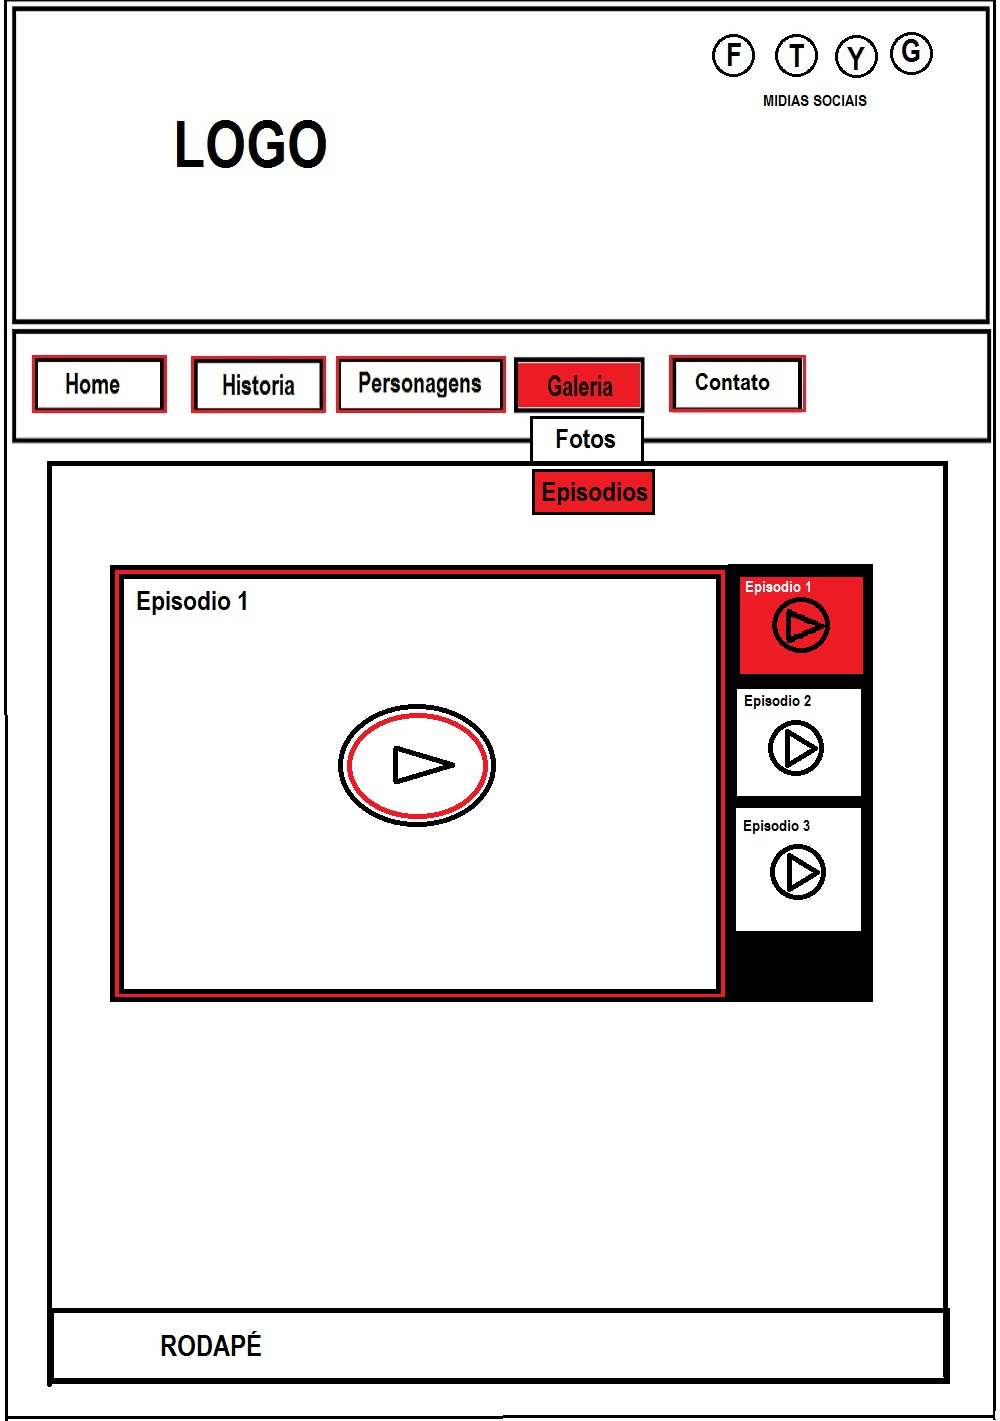 F T Y G
MIDIAS SOCIAIS
LOGO
Home Historia Personagens Galeria Contato
Fotos
Episodios
Episodio 1
Episodio 1
Episodio 2
Episodio 3
RODAPÉ